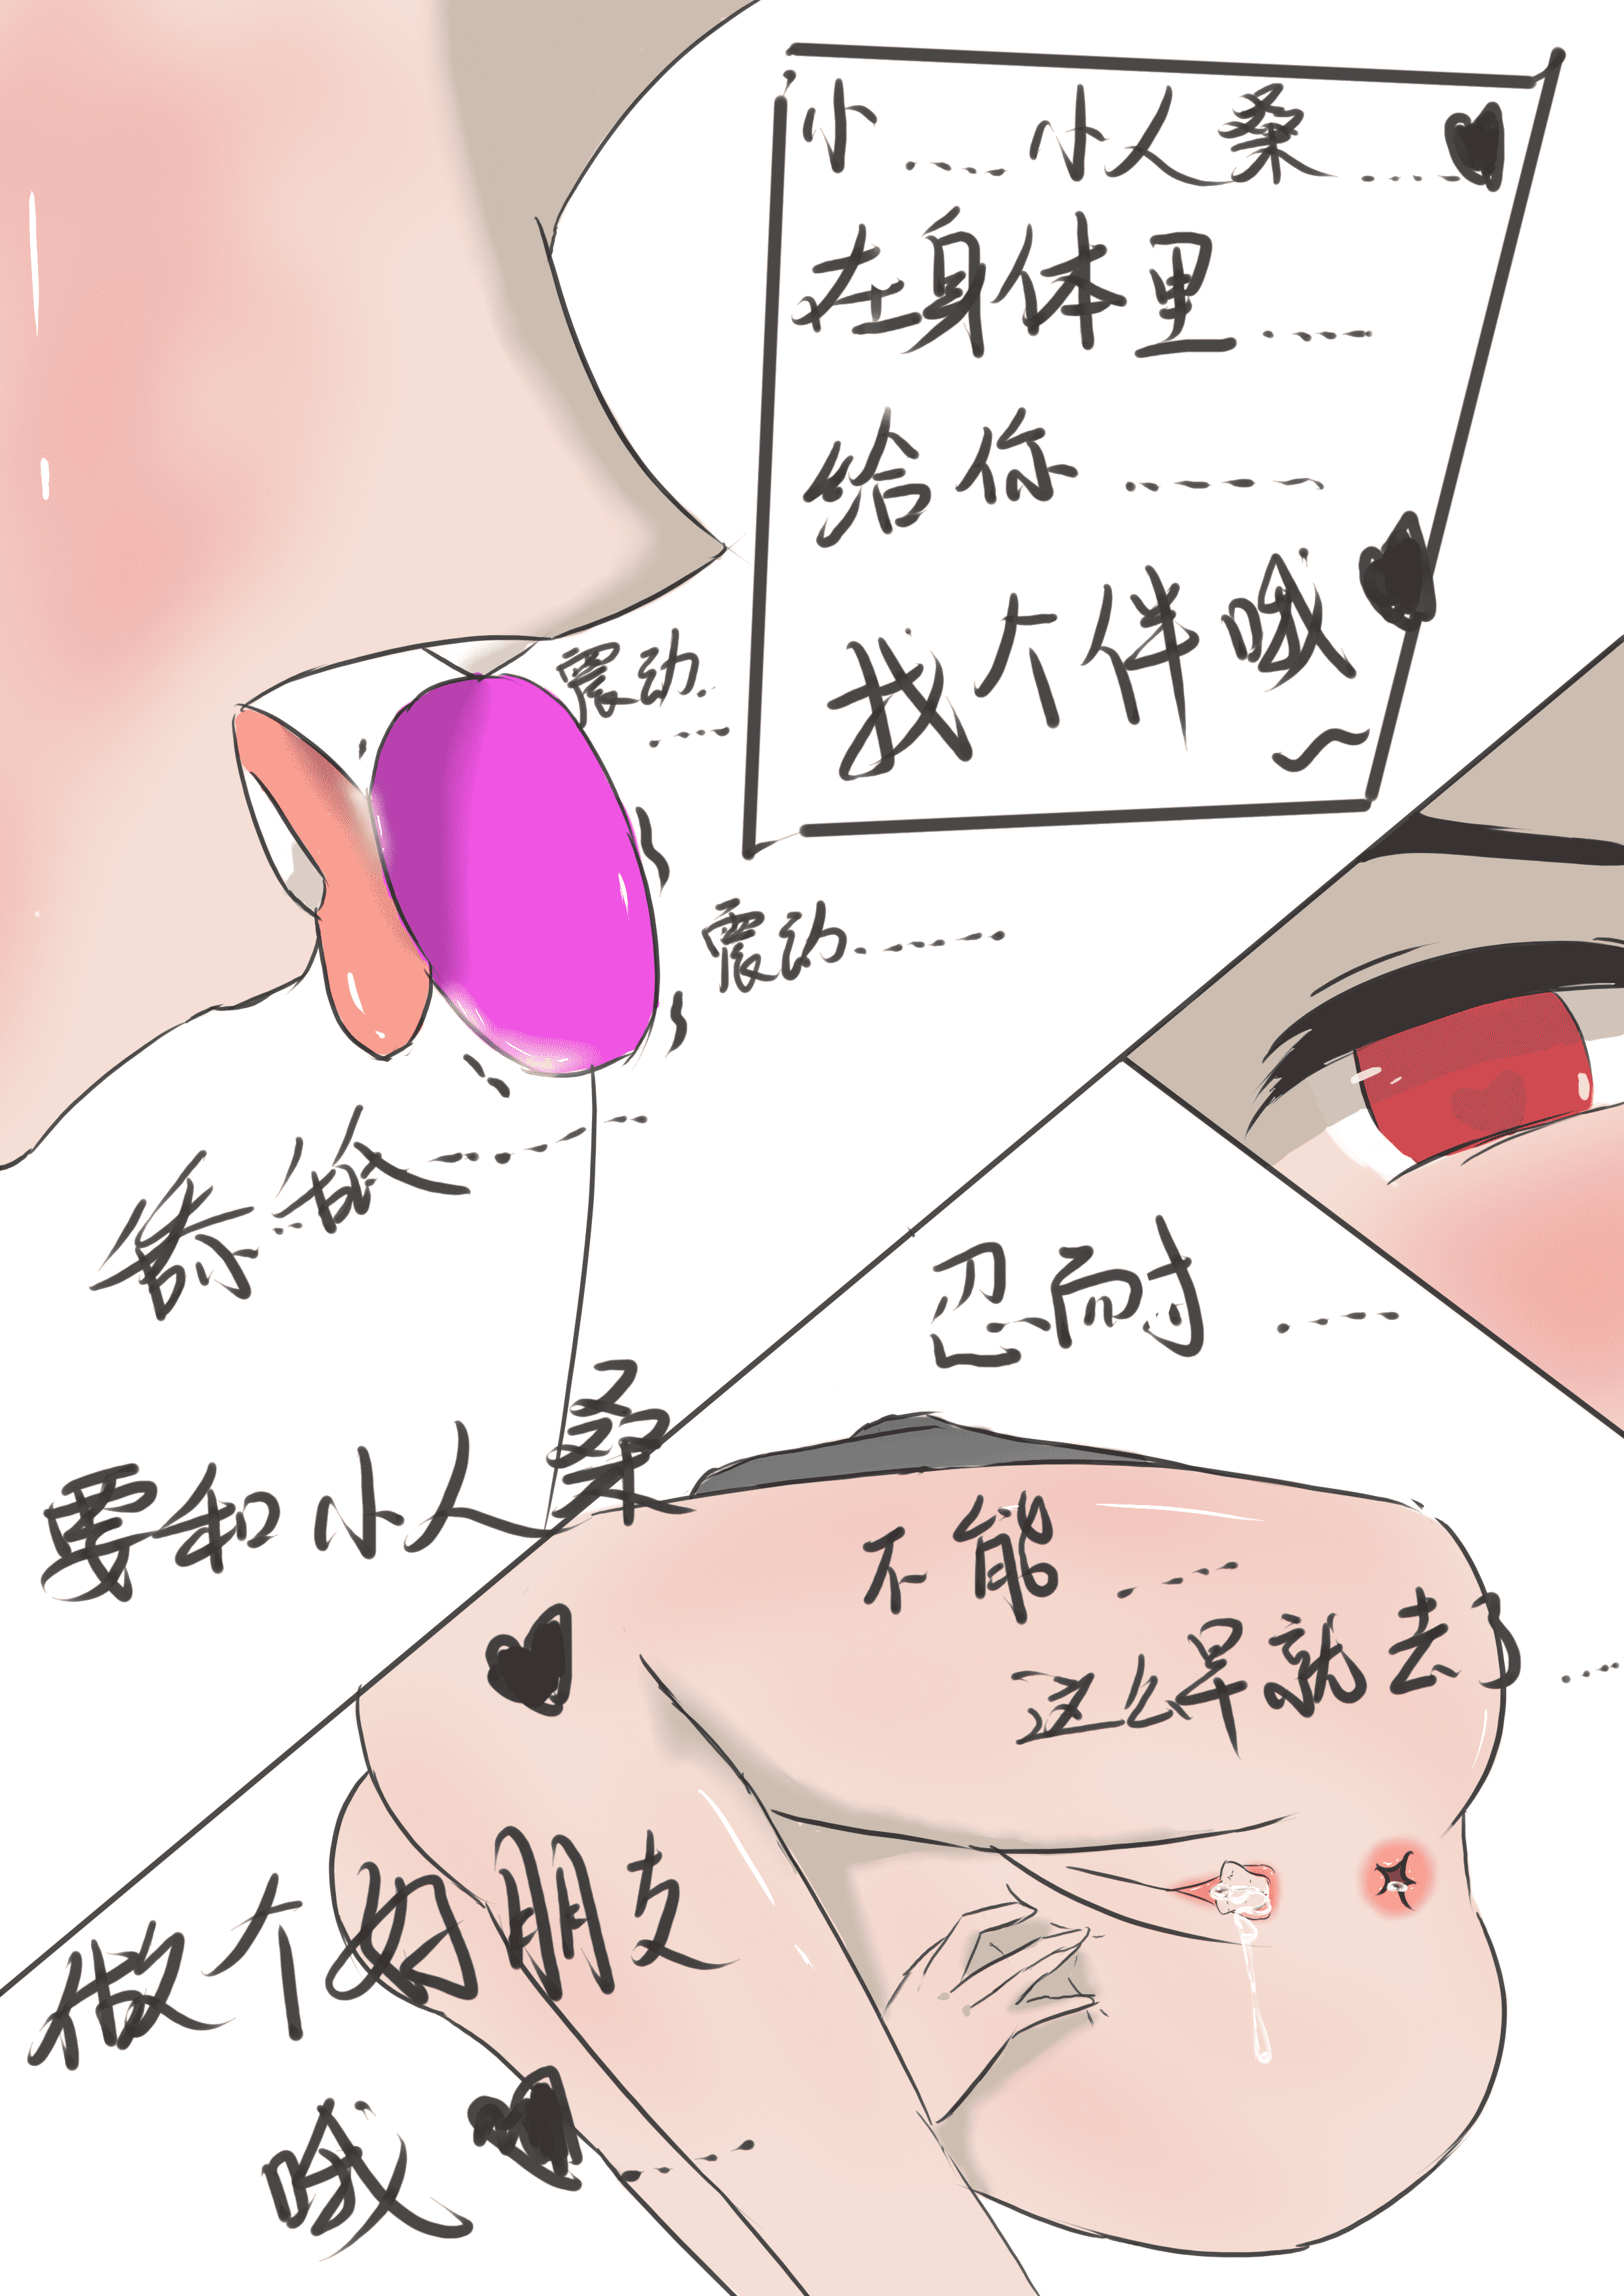 小……小人桑……♥
在身体里……
给你……
找个伴哦♥~
震动……
震动……
舔舐……
忍耐……
要和小人桑♥
不能……
这么早就去了……
做个好朋友
哦♥……